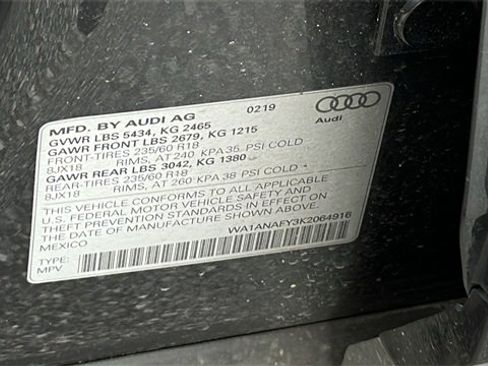 MFD. BY AUDI AG 0219
GVWR LBS 5434, KG 2465
GAWR FRONT LBS 2679, KG 1215
FRONT-TIRES 235/60 R18
8JX18 RIMS, AT 240 KPA 35 PSI COLD
GAWR REAR LBS 3042, KG 1380
REAR-TIRES 235/60 R18
8JX18 RIMS, AT 260 KPA 38 PSI COLD
THIS VEHICLE CONFORMS TO ALL APPLICABLE
U.S. FEDERAL MOTOR VEHICLE SAFETY AND
THEFT PREVENTION STANDARDS IN EFFECT ON
THE DATE OF MANUFACTURE SHOWN ABOVE
MEXICO
WA1ANAFY3K2064916
TYPE:
MPV
Audi